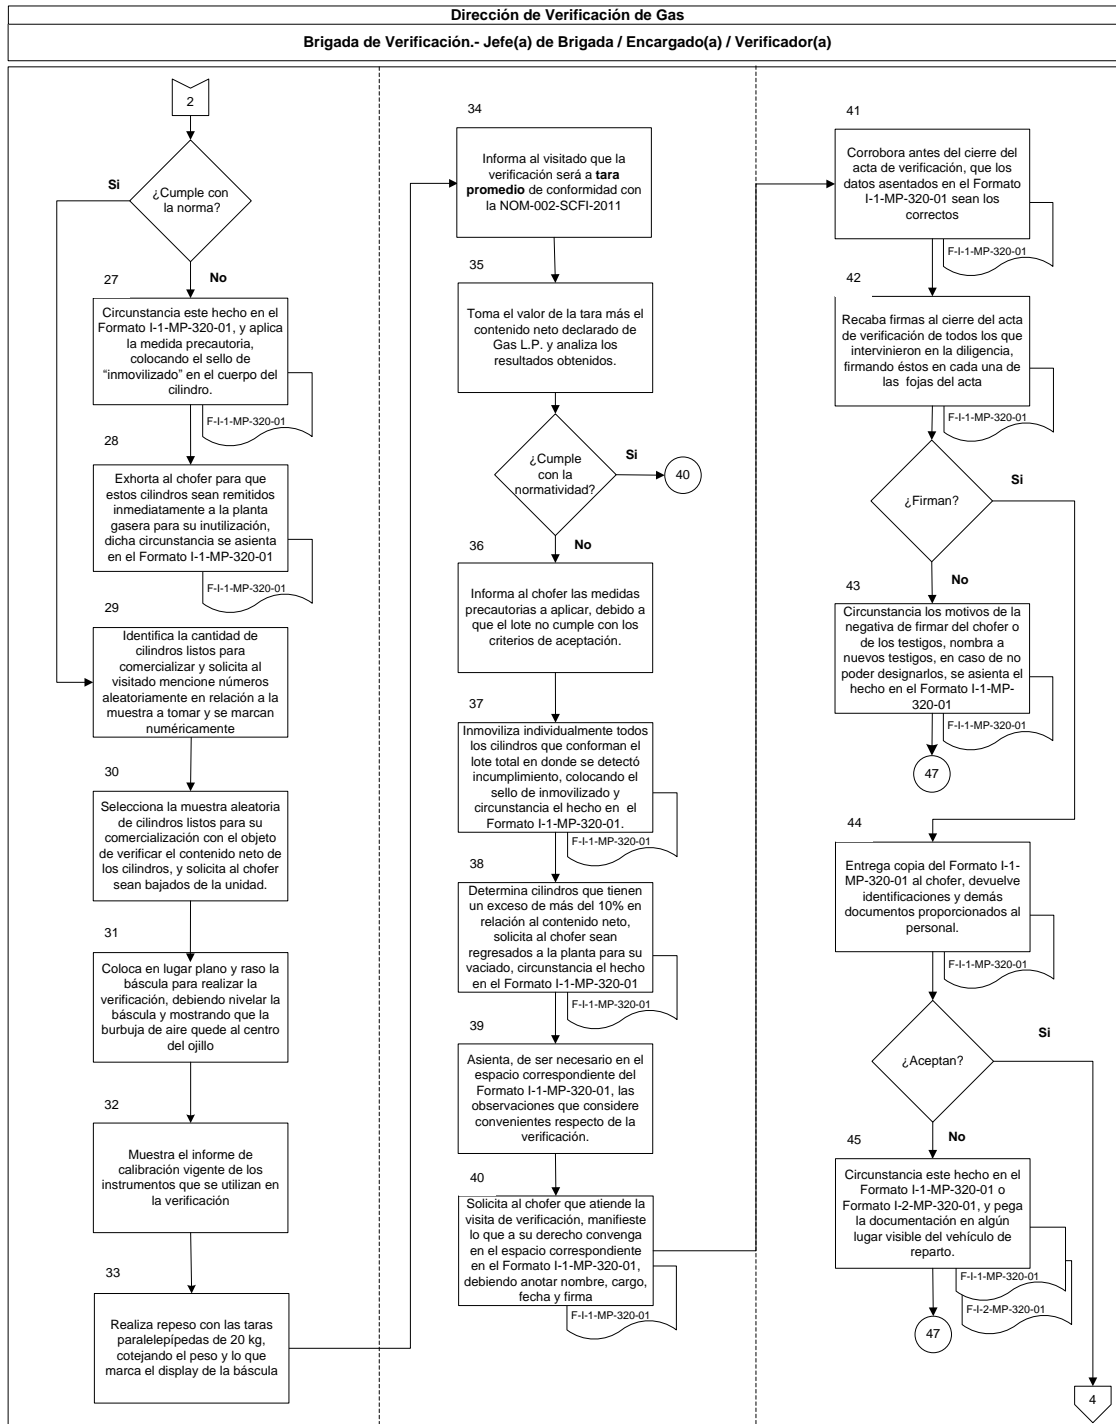 Dirección de Verificación de Gas
Brigada de Verificación.- Jefe(a) de Brigada / Encargado(a) / Verificador(a)
2
¿Cumple con
la norma?
Si
No
27
Circunstancia este hecho en el
Formato I-1-MP-320-01, y aplica
la medida precautoria,
colocando el sello de
“inmovilizado” en el cuerpo del
cilindro.
F-I-1-MP-320-01
28
Exhorta al chofer para que
estos cilindros sean remitidos
inmediatamente a la planta
gasera para su inutilización,
dicha circunstancia se asienta
en el Formato I-1-MP-320-01
F-I-1-MP-320-01
29
Identifica la cantidad de
cilindros listos para
comercializar y solicita al
visitado mencione números
aleatoriamente en relación a la
muestra a tomar y se marcan
numéricamente
30
Selecciona la muestra aleatoria
de cilindros listos para su
comercialización con el objeto
de verificar el contenido neto de
los cilindros, y solicita al chofer
sean bajados de la unidad.
31
Coloca en lugar plano y raso la
báscula para realizar la
verificación, debiendo nivelar la
báscula y mostrando que la
burbuja de aire quede al centro
del ojillo
32
Muestra el informe de
calibración vigente de los
instrumentos que se utilizan en
la verificación
33
Realiza repeso con las taras
paralelepípedas de 20 kg,
cotejando el peso y lo que
marca el display de la báscula
34
Informa al visitado que la
verificación será a tara
promedio de conformidad con
la NOM-002-SCFI-2011
35
Toma el valor de la tara más el
contenido neto declarado de
Gas L.P. y analiza los
resultados obtenidos.
¿Cumple
con la
normatividad?
Si
40
No
36
Informa al chofer las medidas
precautorias a aplicar, debido a
que el lote no cumple con los
criterios de aceptación.
37
Inmoviliza individualmente todos
los cilindros que conforman el
lote total en donde se detectó
incumplimiento, colocando el
sello de inmovilizado y
circunstancia el hecho en el
Formato I-1-MP-320-01.
F-I-1-MP-320-01
38
Determina cilindros que tienen
un exceso de más del 10% en
relación al contenido neto,
solicita al chofer sean
regresados a la planta para su
vaciado, circunstancia el hecho
en el Formato I-1-MP-320-01
F-I-1-MP-320-01
39
Asienta, de ser necesario en el
espacio correspondiente del
Formato I-1-MP-320-01, las
observaciones que considere
convenientes respecto de la
verificación.
40
Solicita al chofer que atiende la
visita de verificación, manifieste
lo que a su derecho convenga
en el espacio correspondiente
en el Formato I-1-MP-320-01,
debiendo anotar nombre, cargo,
fecha y firma
F-I-1-MP-320-01
41
Corrobora antes del cierre del
acta de verificación, que los
datos asentados en el Formato
I-1-MP-320-01 sean los
correctos
F-I-1-MP-320-01
42
Recaba firmas al cierre del acta
de verificación de todos los que
intervinieron en la diligencia,
firmando éstos en cada una de
las fojas del acta
F-I-1-MP-320-01
¿Firman?
Si
No
43
Circunstancia los motivos de la
negativa de firmar del chofer o
de los testigos, nombra a
nuevos testigos, en caso de no
poder designarlos, se asienta el
hecho en el Formato I-1-MP-
320-01
F-I-1-MP-320-01
47
44
Entrega copia del Formato I-1-
MP-320-01 al chofer, devuelve
identificaciones y demás
documentos proporcionados al
personal.
F-I-1-MP-320-01
¿Aceptan?
Si
No
45
Circunstancia este hecho en el
Formato I-1-MP-320-01 o
Formato I-2-MP-320-01, y pega
la documentación en algún
lugar visible del vehículo de
reparto.
F-I-1-MP-320-01
F-I-2-MP-320-01
47
4